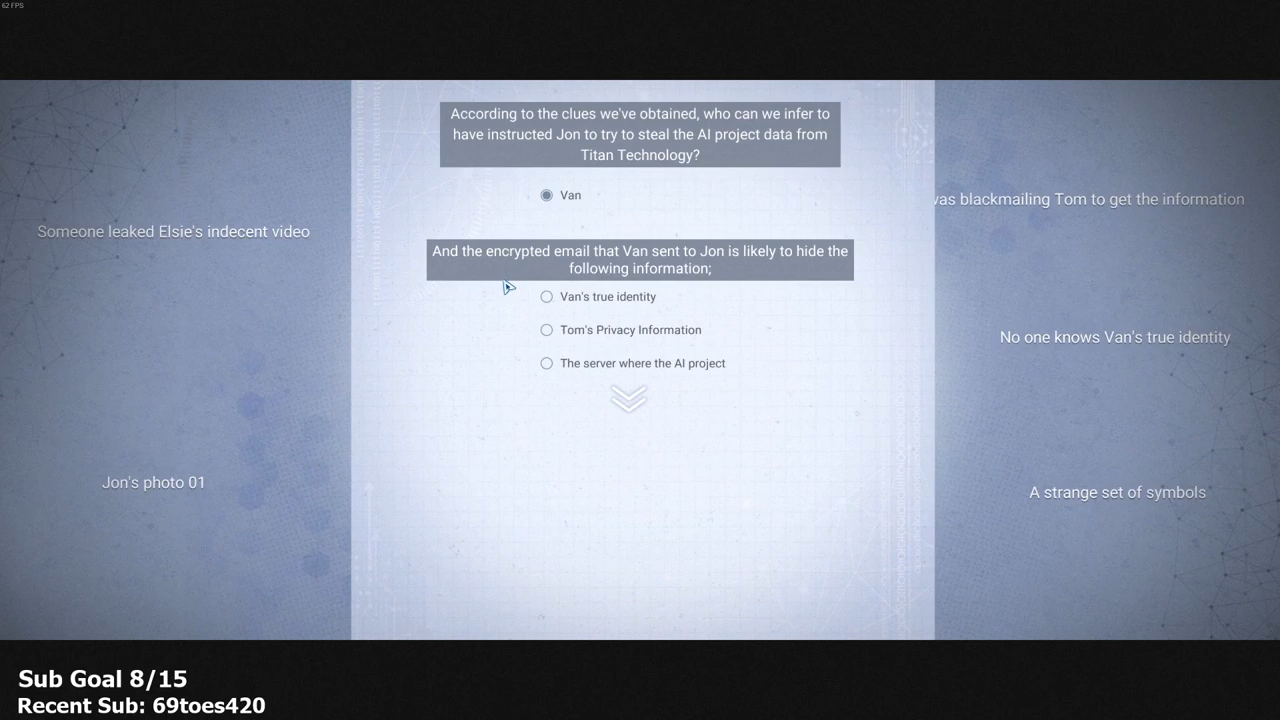 62 FPS
According to the clues we've obtained, who can we infer to
have instructed Jon to try to steal the AI project data from
Titan Technology?
Van
was blackmailing Tom to get the information
Someone leaked Elsie's indecent video
And the encrypted email that Van sent to Jon is likely to hide the
following information;
Van's true identity
Tom's Privacy Information
No one knows Van's true identity
The server where the AI project
Jon's photo 01
A strange set of symbols
Sub Goal 8/15
Recent Sub: 69toes420